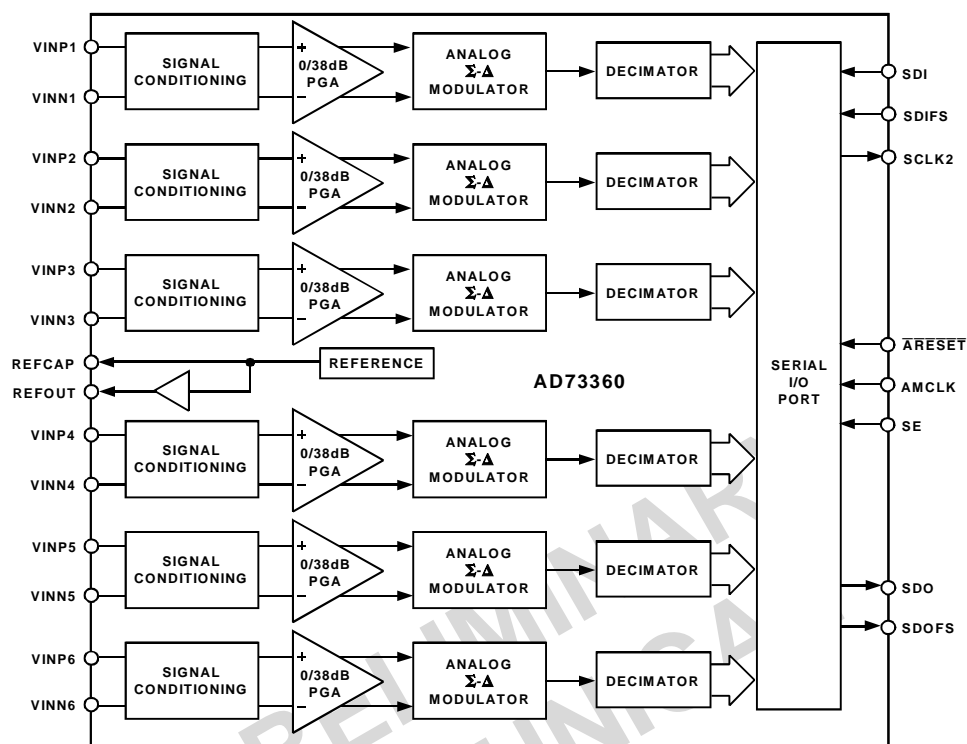 VINP1
VINN1
SIGNAL
CONDITIONING
+
0/38dB
PGA
−
ANALOG
Σ-Δ
MODULATOR
DECIMATOR
VINP2
VINN2
SIGNAL
CONDITIONING
+
0/38dB
PGA
−
ANALOG
Σ-Δ
MODULATOR
DECIMATOR
VINP3
VINN3
SIGNAL
CONDITIONING
+
0/38dB
PGA
−
ANALOG
Σ-Δ
MODULATOR
DECIMATOR
REFCAP
REFOUT
REFERENCE
AD73360
VINP4
VINN4
SIGNAL
CONDITIONING
+
0/38dB
PGA
−
ANALOG
Σ-Δ
MODULATOR
DECIMATOR
VINP5
VINN5
SIGNAL
CONDITIONING
+
0/38dB
PGA
−
ANALOG
Σ-Δ
MODULATOR
DECIMATOR
VINP6
VINN6
SIGNAL
CONDITIONING
+
0/38dB
PGA
−
ANALOG
Σ-Δ
MODULATOR
DECIMATOR
SERIAL
I/O
PORT
SDI
SDIFS
SCLK2
ARESET
AMCLK
SE
SDO
SDOFS